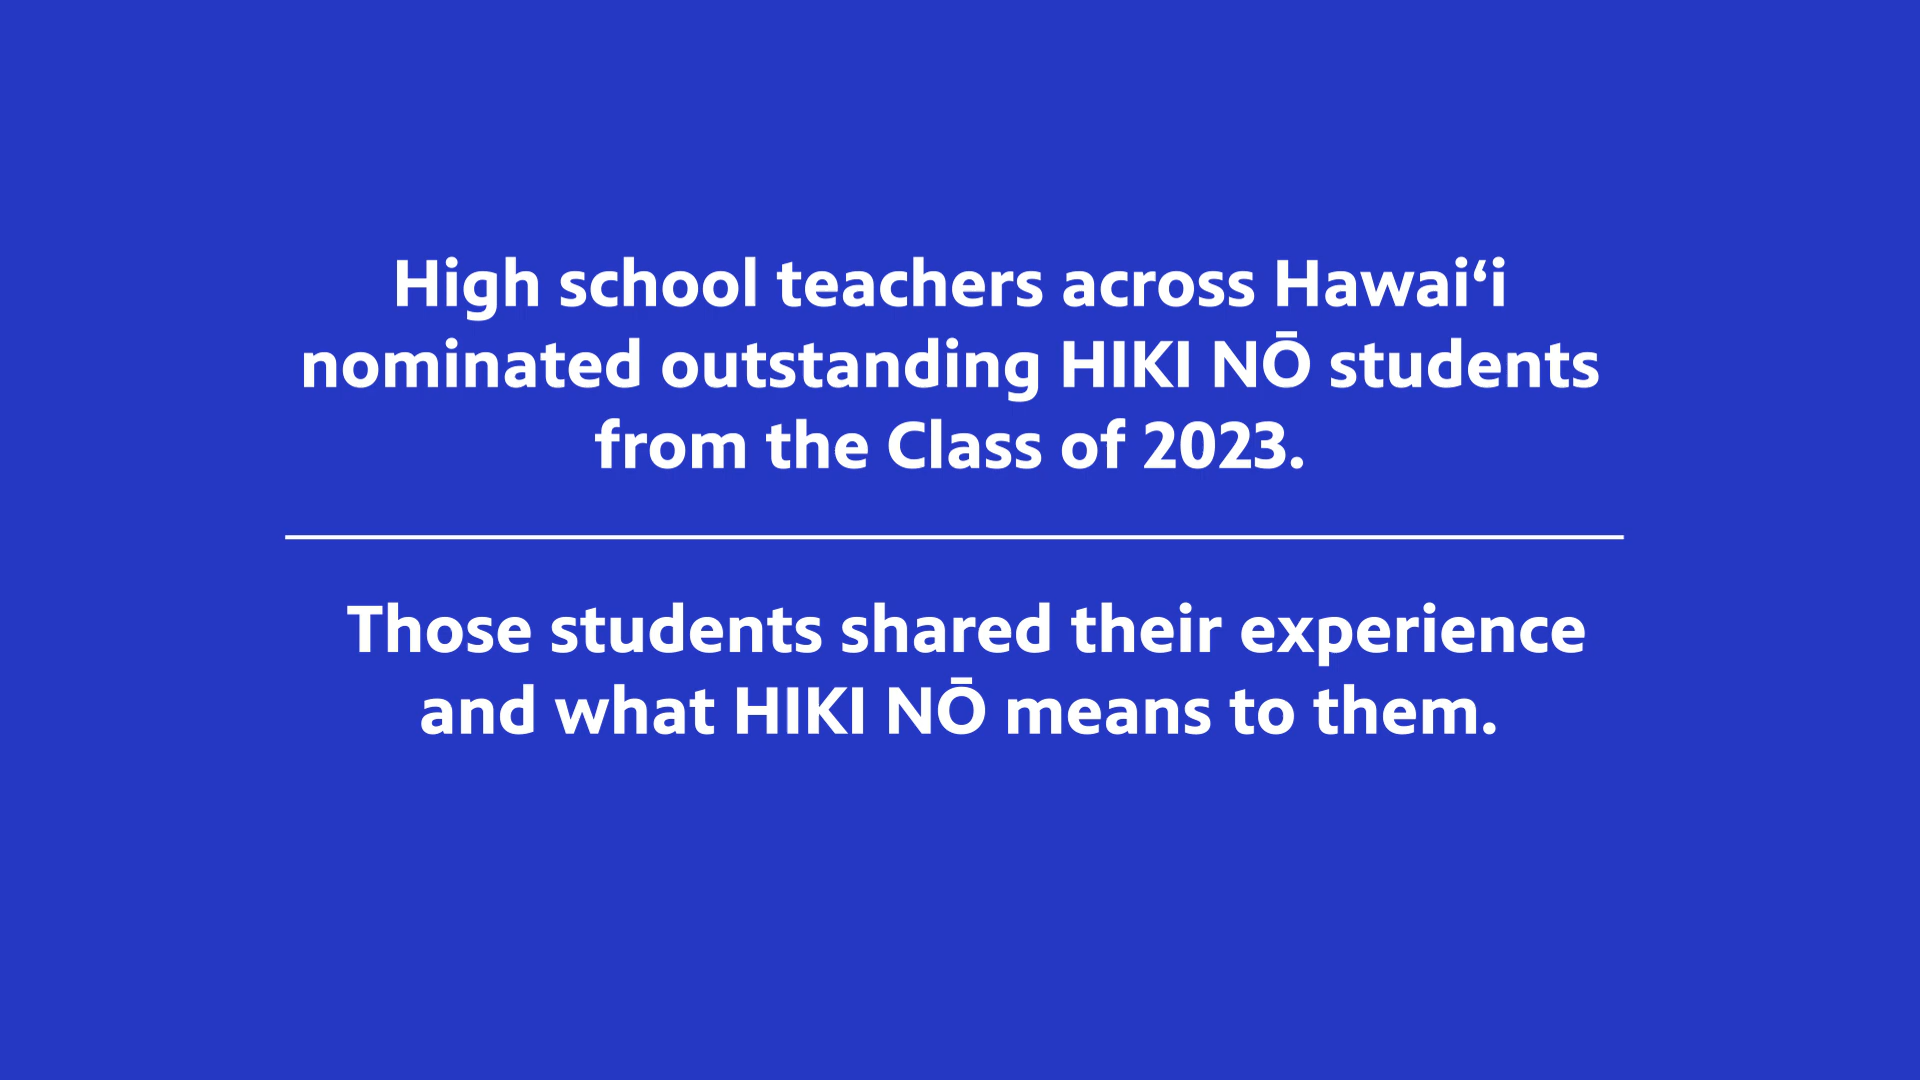 High school teachers across Hawaiʻi
nominated outstanding HIKI NŌ students
from the Class of 2023.
Those students shared their experience
and what HIKI NŌ means to them.